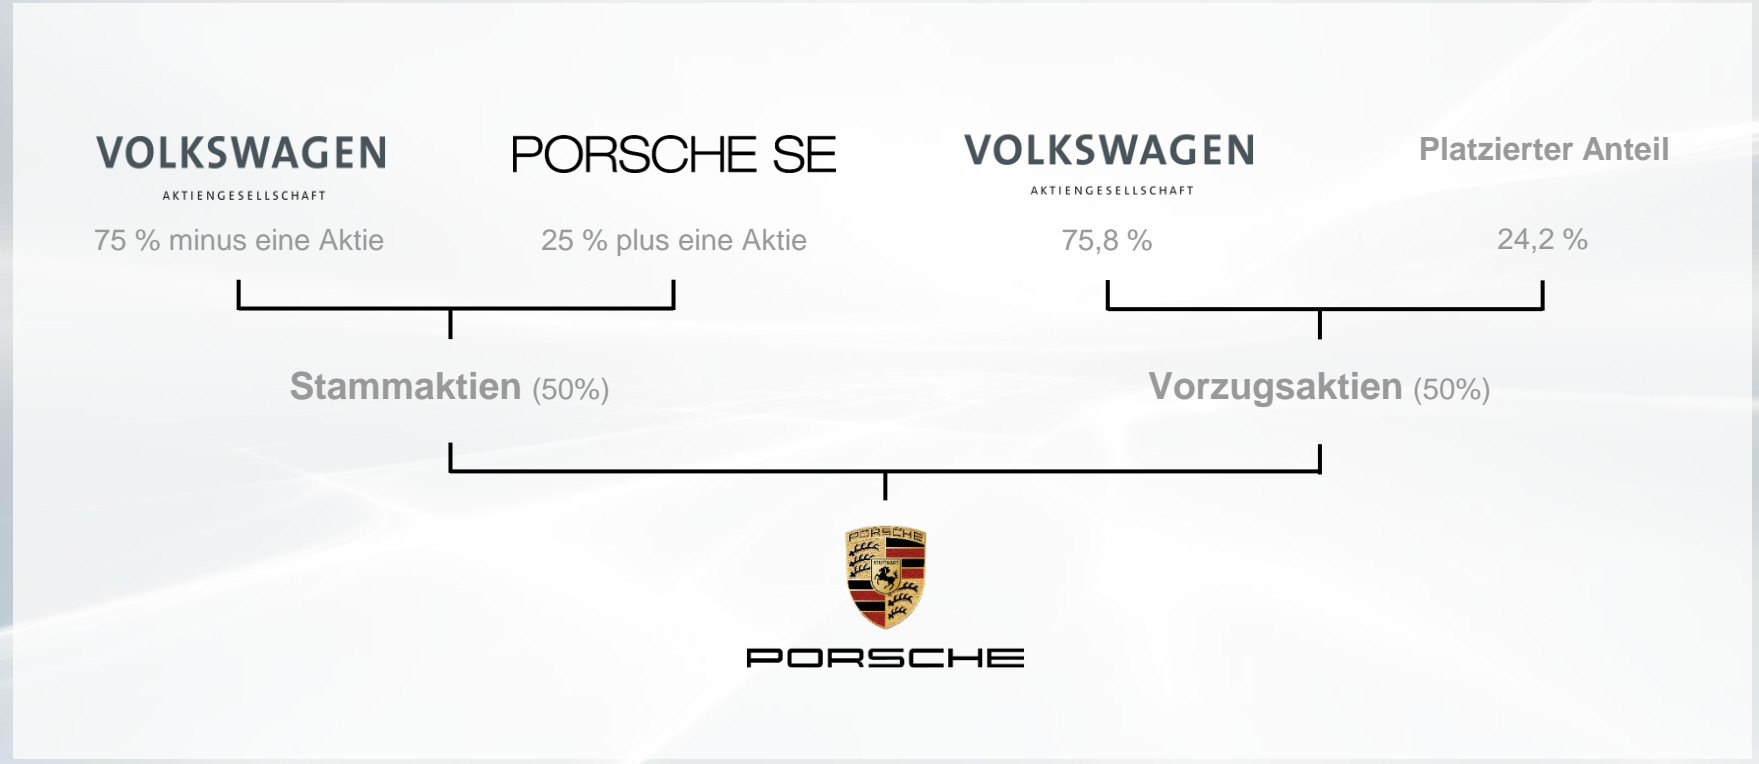 VOLKSWAGEN
AKTIENGESELLSCHAFT
75 % minus eine Aktie
PORSCHE SE
25 % plus eine Aktie
VOLKSWAGEN
AKTIENGESELLSCHAFT
75,8 %
Platzierter Anteil
24,2 %
Stammaktien (50%)
Vorzugsaktien (50%)
PORSCHE
STUTTGART
PORSCHE